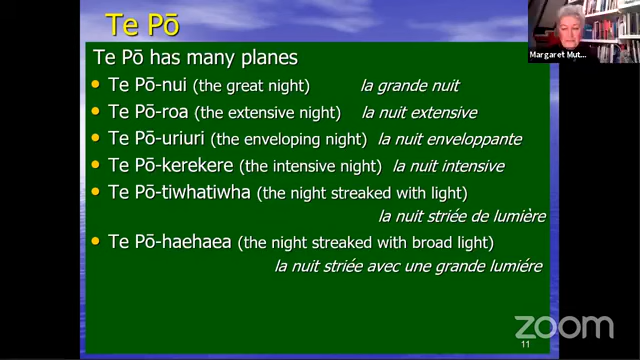 Te Pō
Te Pō has many planes
Te Pō-nui (the great night) la grande nuit
Te Pō-roa (the extensive night) la nuit extensive
Te Pō-uriuri (the enveloping night) la nuit enveloppante
Te Pō-kerekere (the intensive night) la nuit intensive
Te Pō-tiwhatiwha (the night streaked with light)
la nuit striée de lumière
Te Pō-haehaea (the night streaked with broad light)
la nuit striée avec une grande lumiére
11
Margaret Mut...
zoom